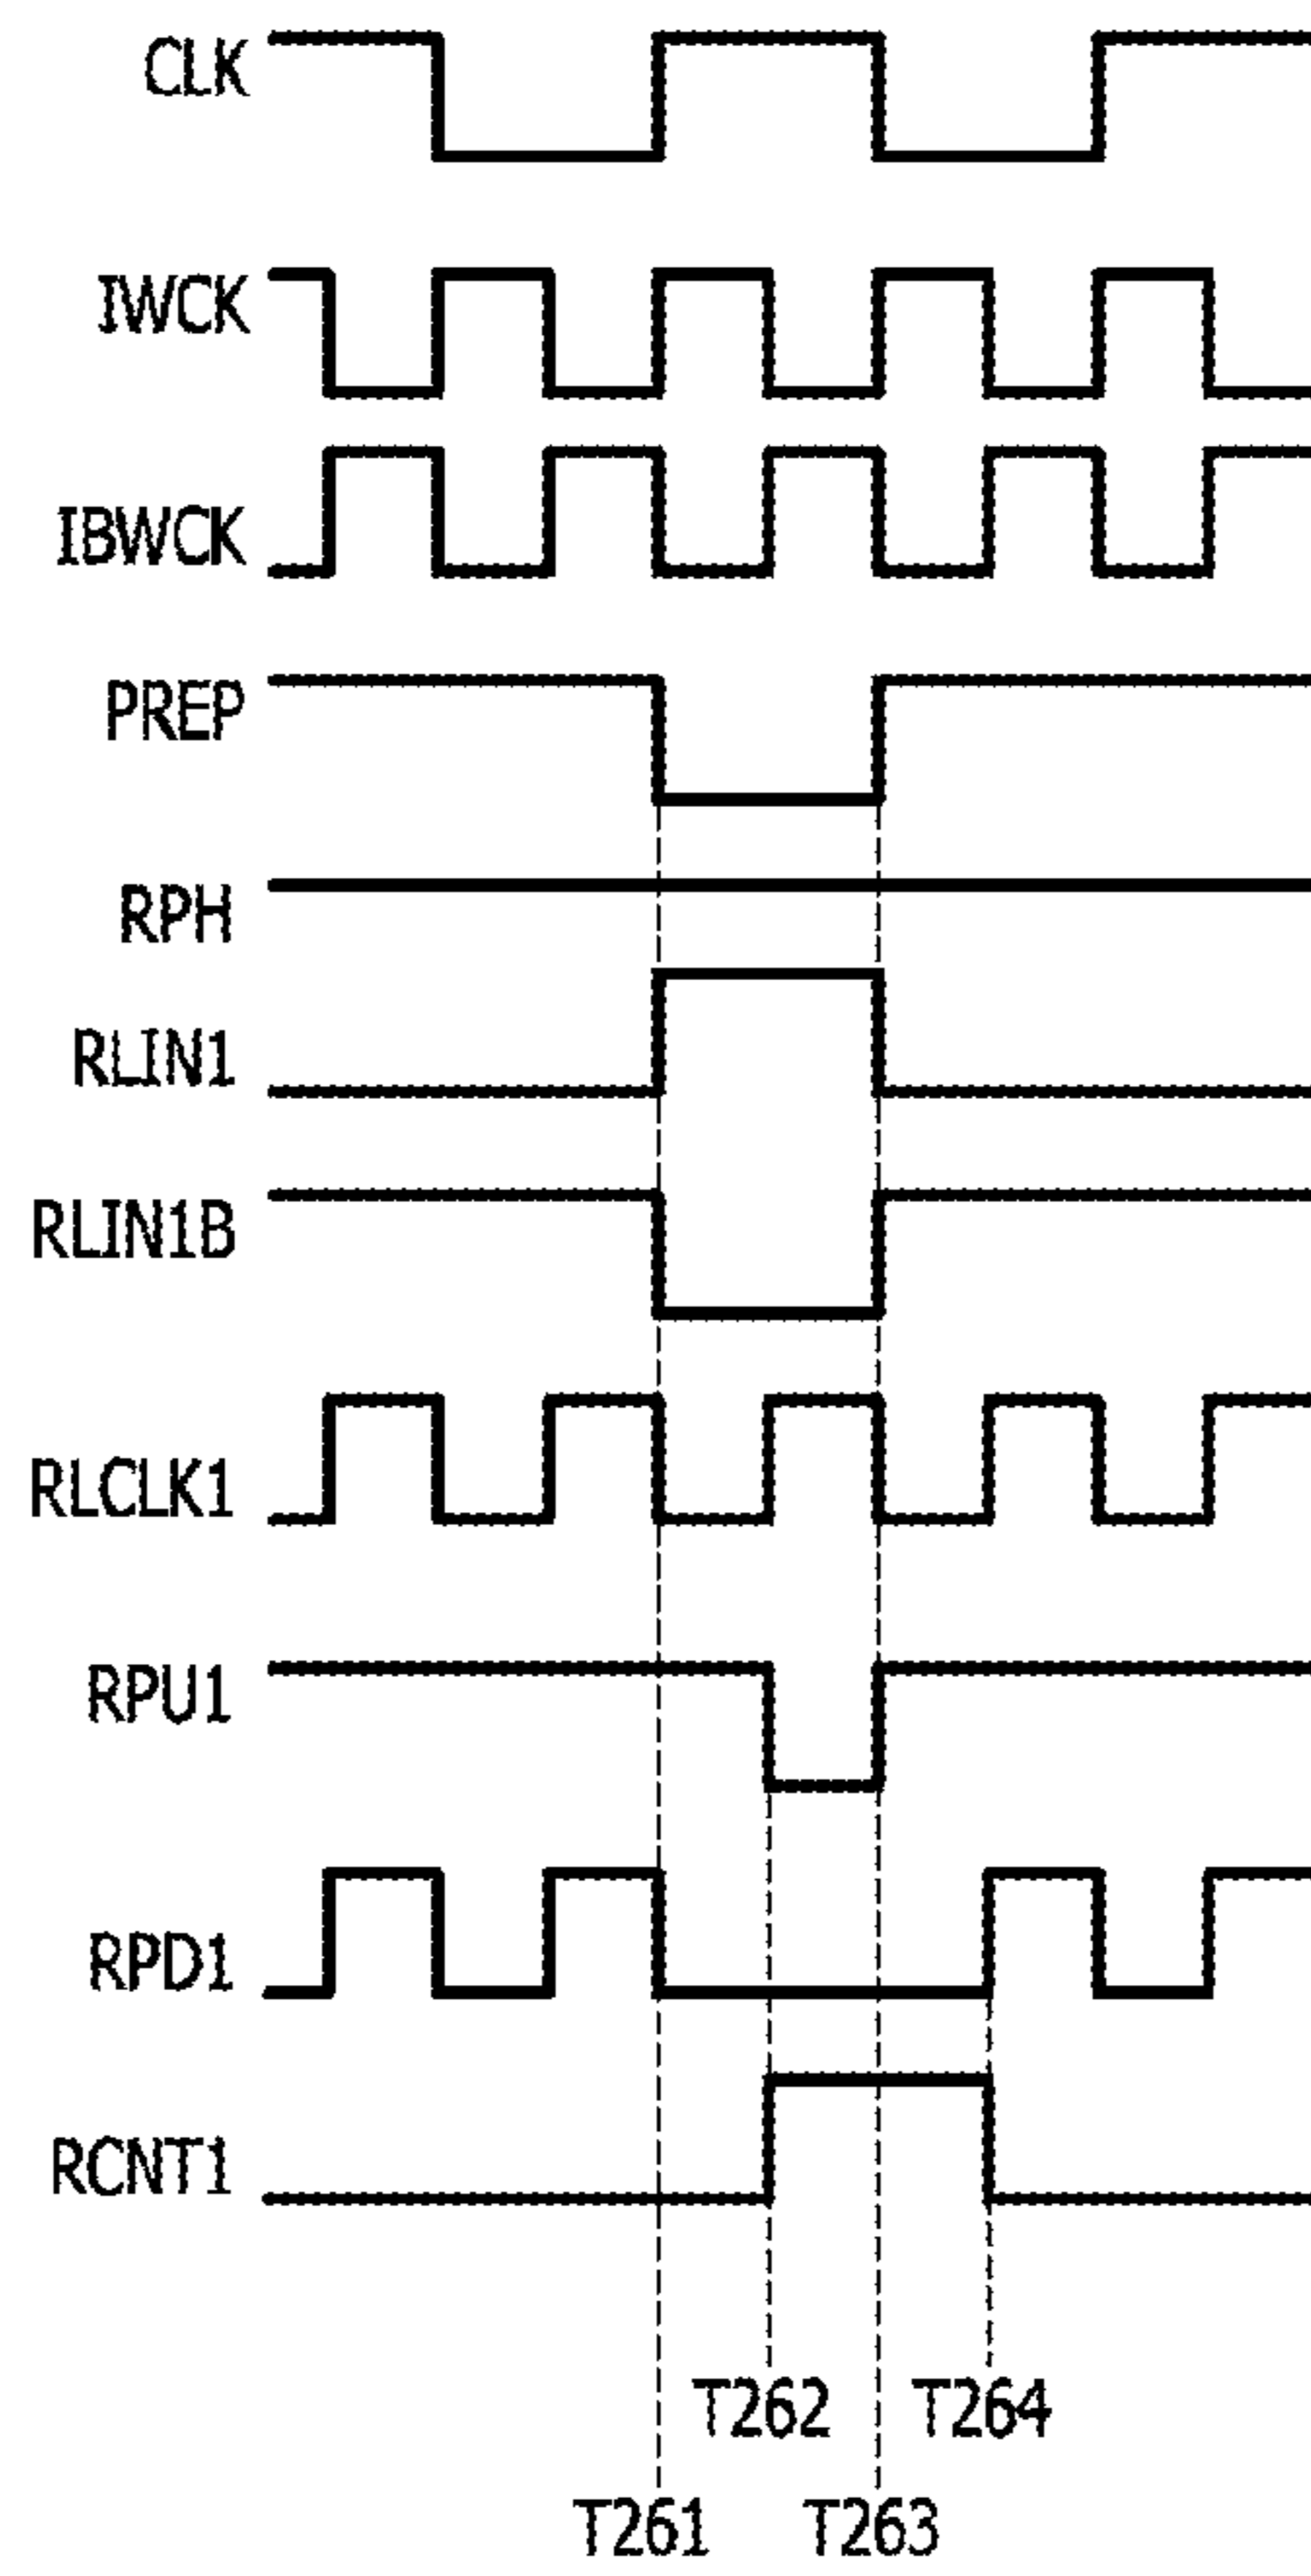 CLK
IWCK
IBWCK
PREP
RPH
RLIN1
RLIN1B
RLCLK1
RPU1
RPD1
RCNT1
T262 T264
T261 T263